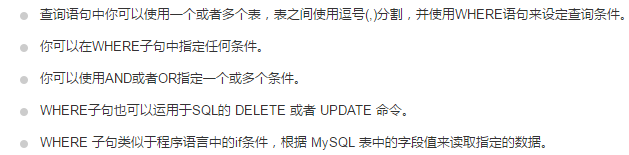 查询语句中你可以使用一个或者多个表，表之间使用逗号(,)分割，并使用WHERE语句来设定查询条件。
你可以在WHERE子句中指定任何条件。
你可以使用AND或者OR指定一个或多个条件。
WHERE子句也可以运用于SQL的 DELETE 或者 UPDATE 命令。
WHERE 子句类似于程序语言中的if条件，根据 MySQL 表中的字段值来读取指定的数据。